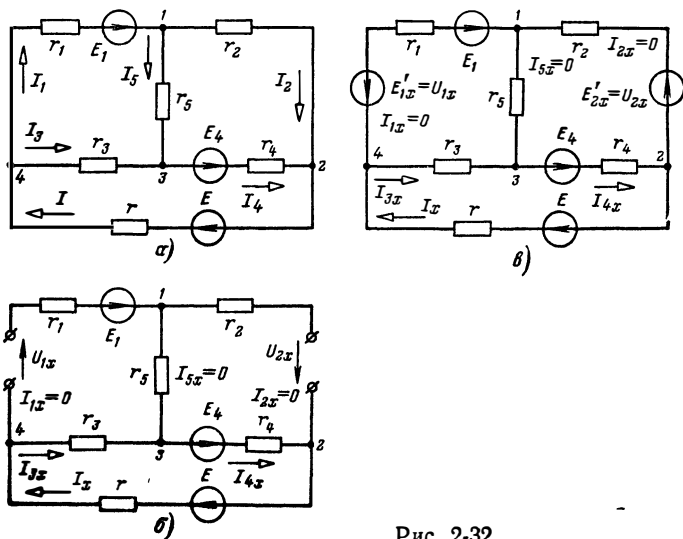 1
r₁ E₁ r₂
I₁ I₅ I₂
r₅
I₃ E₄
r₃ r₄
4 3 2
I I₄
r E
а)
1
r₁ E₁ r₂ I₂ₓ=0
I₅ₓ=0
E′₁ₓ=U₁ₓ r₅ E′₂ₓ=U₂ₓ
I₁ₓ=0 E₄
4 r₃ r₄ 2
3
I₃ₓ Iₓ E I₄ₓ
r
в)
1
r₁ E₁ r₂
U₁ₓ r₅ I₅ₓ=0 U₂ₓ
I₁ₓ=0 E₄ I₂ₓ=0
4 r₃ r₄ 2
3
I₃ₓ Iₓ E I₄ₓ
r
б)
Рис. 2-32